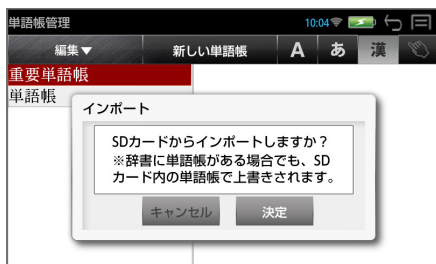 単語帳管理 10:04
編集▼ 新しい単語帳 A あ 漢
重要単語帳
単語帳
インポート
SDカードからインポートしますか？
※辞書に単語帳がある場合でも、SD
カード内の単語帳で上書きされます。
キャンセル 決定